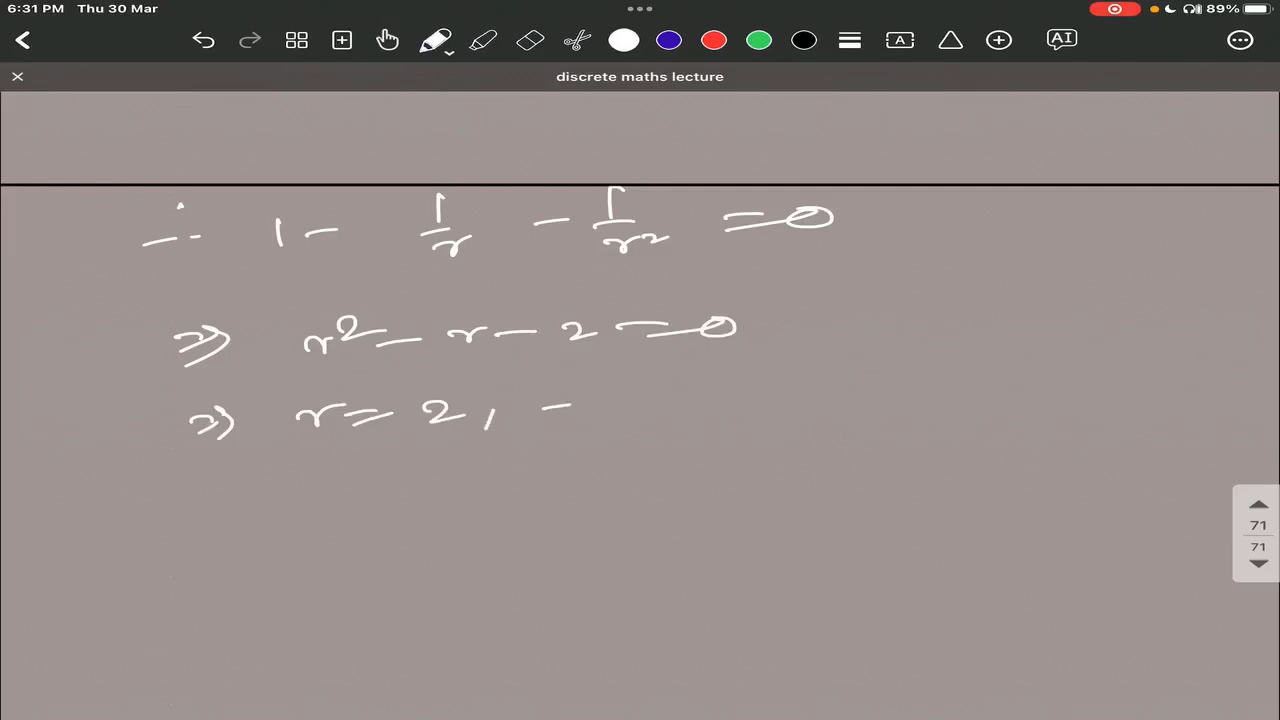 6:31 PM Thu 30 Mar
89%
A
AI
discrete maths lecture
∴ 1 - 1/r - 1/r² = 0
⇒ r² - r - 2 = 0
⇒ r = 2, -
71
71